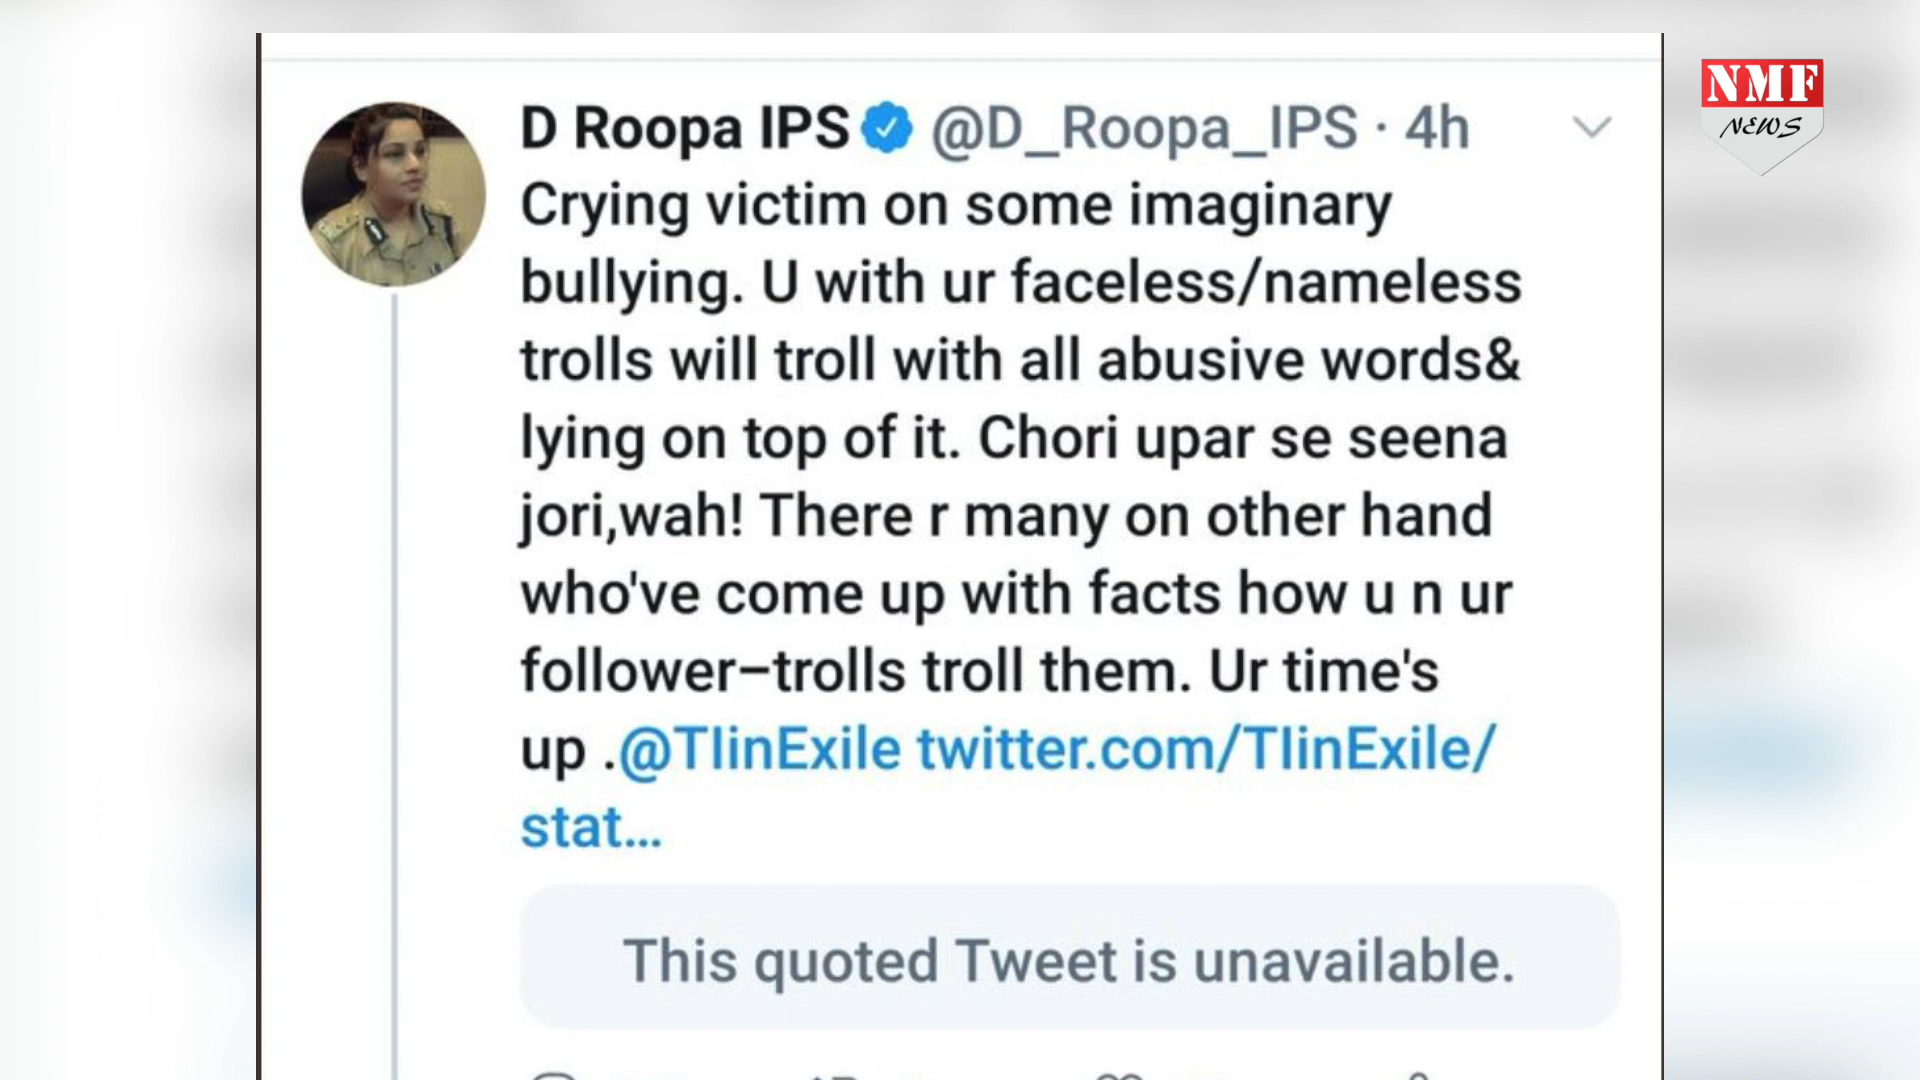 D Roopa IPS @D_Roopa_IPS · 4h
Crying victim on some imaginary
bullying. U with ur faceless/nameless
trolls will troll with all abusive words&
lying on top of it. Chori upar se seena
jori,wah! There r many on other hand
who've come up with facts how u n ur
follower–trolls troll them. Ur time's
up .@TIinExile twitter.com/TIinExile/
stat...
This quoted Tweet is unavailable.
NMF
NEWS